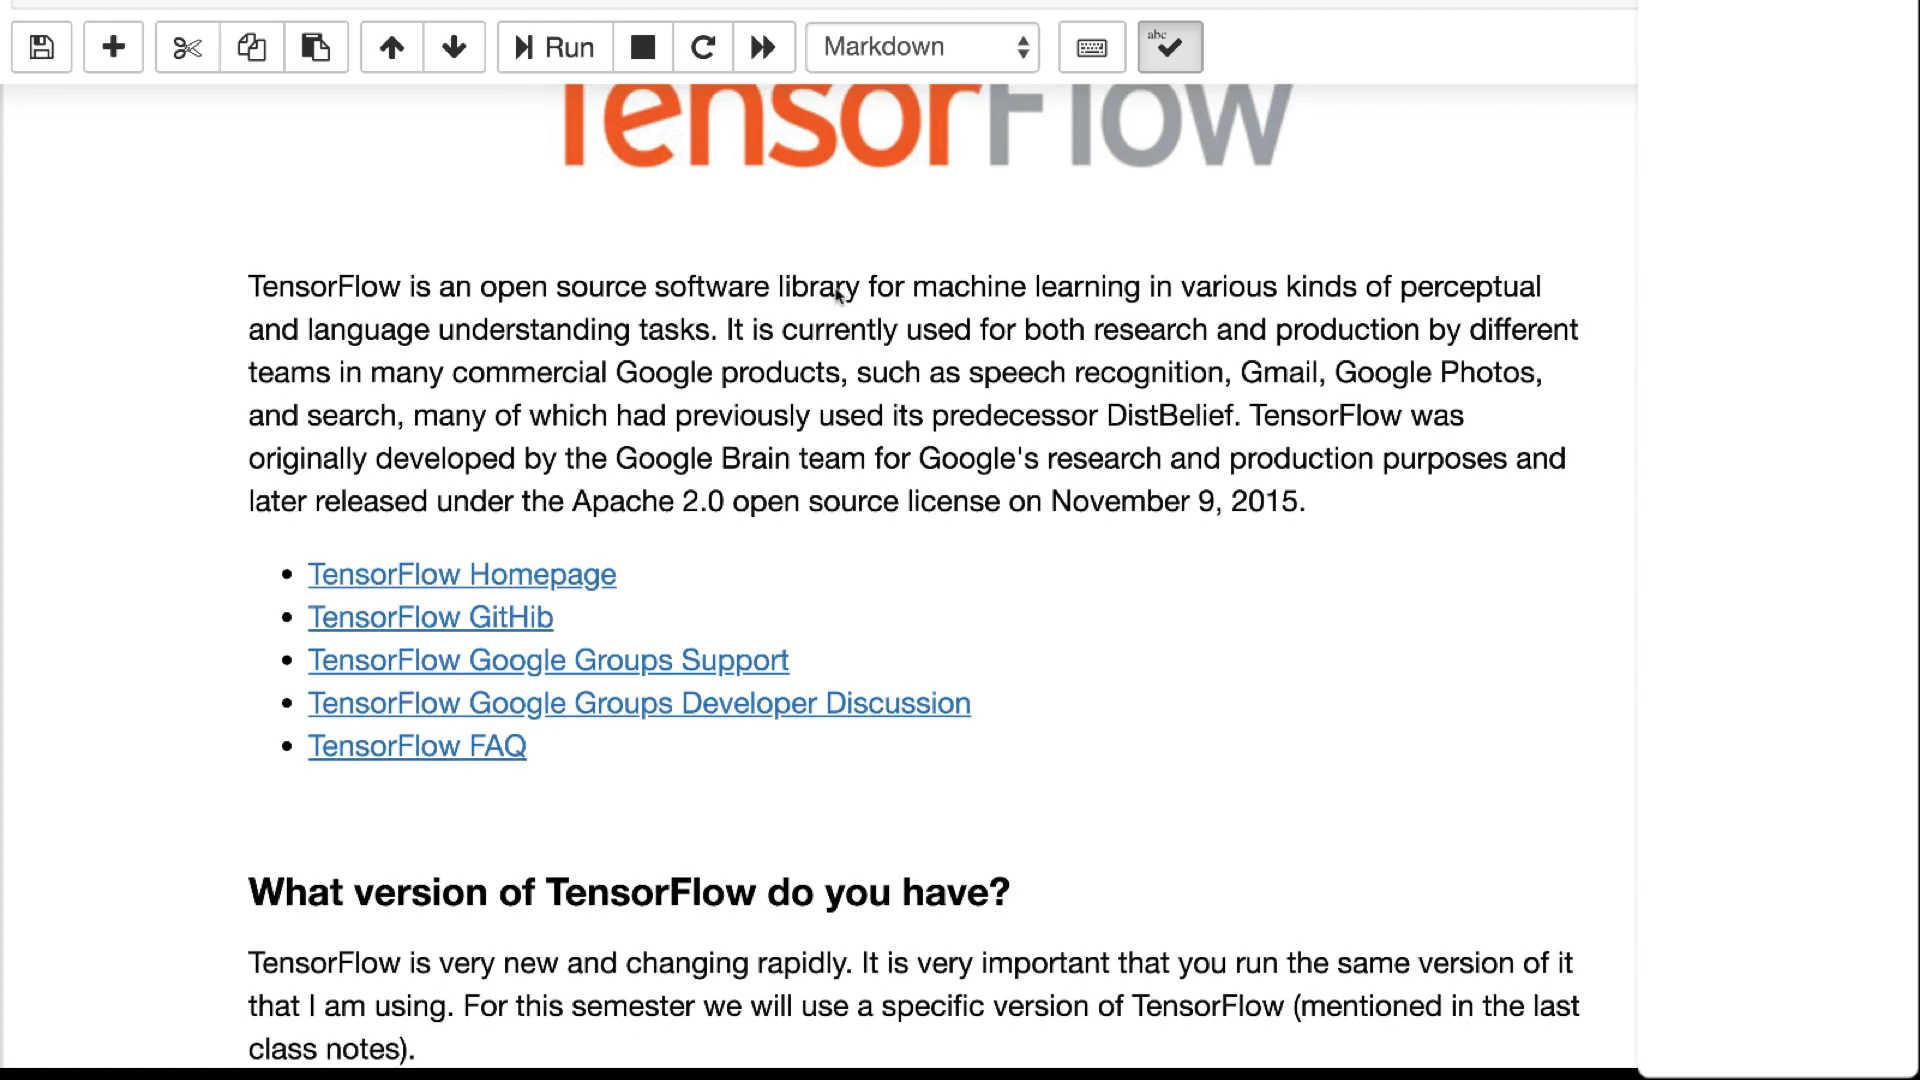 Run
Markdown
abc
TensorFlow
TensorFlow is an open source software library for machine learning in various kinds of perceptual
and language understanding tasks. It is currently used for both research and production by different
teams in many commercial Google products, such as speech recognition, Gmail, Google Photos,
and search, many of which had previously used its predecessor DistBelief. TensorFlow was
originally developed by the Google Brain team for Google's research and production purposes and
later released under the Apache 2.0 open source license on November 9, 2015.
TensorFlow Homepage
TensorFlow GitHib
TensorFlow Google Groups Support
TensorFlow Google Groups Developer Discussion
TensorFlow FAQ
What version of TensorFlow do you have?
TensorFlow is very new and changing rapidly. It is very important that you run the same version of it
that I am using. For this semester we will use a specific version of TensorFlow (mentioned in the last
class notes).